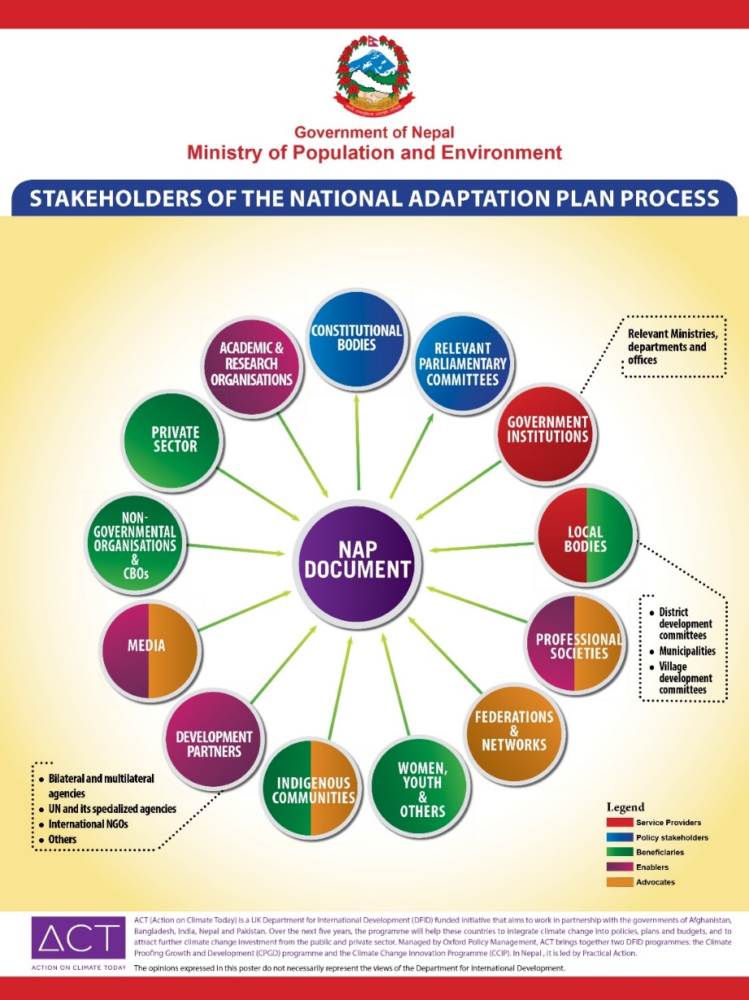 Government of Nepal
Ministry of Population and Environment
STAKEHOLDERS OF THE NATIONAL ADAPTATION PLAN PROCESS
CONSTITUTIONAL
BODIES
RELEVANT
PARLIAMENTARY
COMMITTEES
Relevant Ministries,
departments and
offices
GOVERNMENT
INSTITUTIONS
LOCAL
BODIES
• District
development
committees
• Municipalities
• Village
development
committees
PROFESSIONAL
SOCIETIES
FEDERATIONS
&
NETWORKS
WOMEN,
YOUTH
&
OTHERS
INDIGENOUS
COMMUNITIES
DEVELOPMENT
PARTNERS
• Bilateral and multilateral
agencies
• UN and its specialized agencies
• International NGOs
• Others
MEDIA
NON-
GOVERNMENTAL
ORGANISATIONS
&
CBOs
PRIVATE
SECTOR
ACADEMIC &
RESEARCH
ORGANISATIONS
NAP
DOCUMENT
Legend
Service Providers
Policy stakeholders
Beneficiaries
Enablers
Advocates
ACT
ACTION ON CLIMATE TODAY
ACT (Action on Climate Today) is a UK Department for International Development (DFID) funded initiative that aims to work in partnership with the governments of Afghanistan,
Bangladesh, India, Nepal and Pakistan. Over the next five years, the programme will help these countries to integrate climate change into policies, plans and budgets, and to
attract further climate change investment from the public and private sector. Managed by Oxford Policy Management, ACT brings together two DFID programmes: the Climate
Proofing Growth and Development (CPGD) programme and the Climate Change Innovation Programme (CCIP). In Nepal , it is led by Practical Action.
The opinions expressed in this poster do not necessarily represent the views of the Department for International Development.